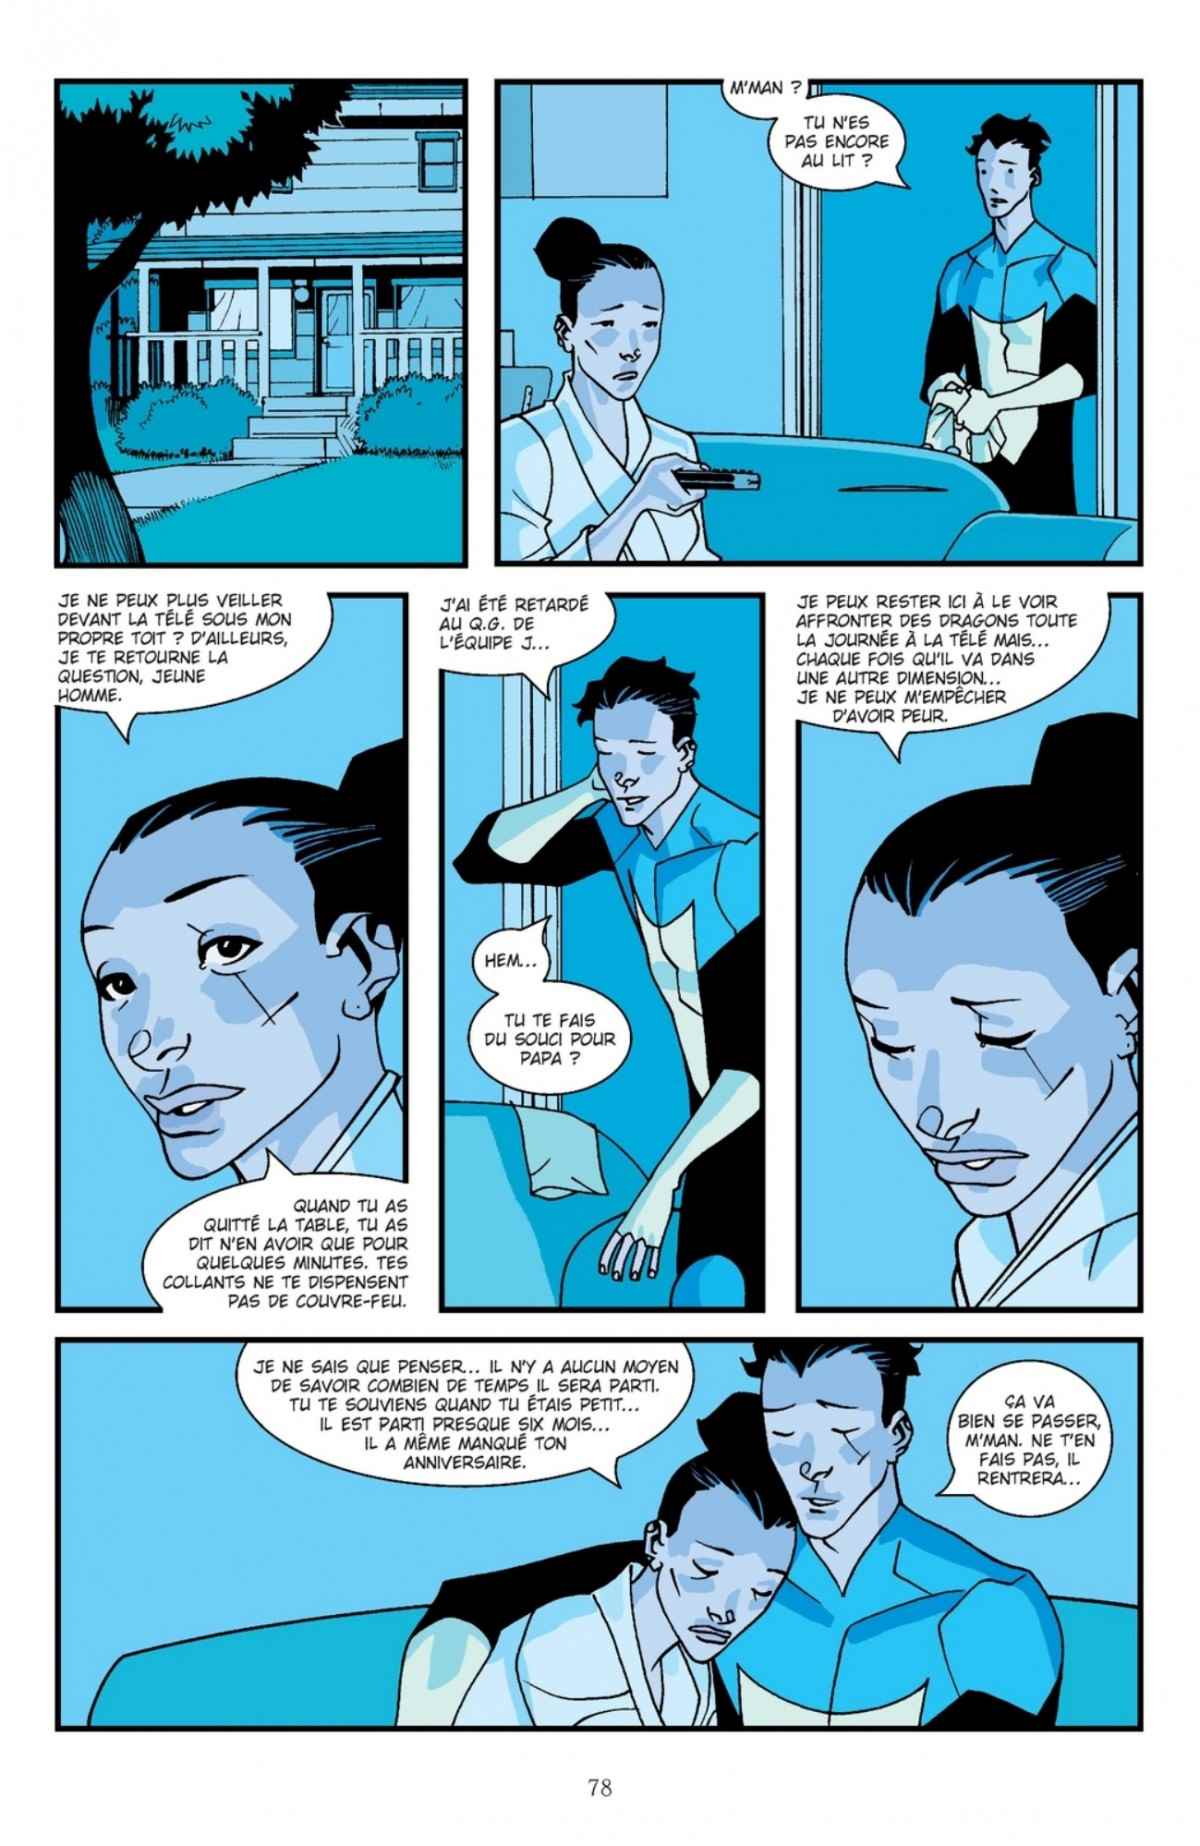 M'MAN ?
TU N'ES
PAS ENCORE
AU LIT ?
JE NE PEUX PLUS VEILLER
DEVANT LA TÉLÉ SOUS MON
PROPRE TOIT ? D'AILLEURS,
JE TE RETOURNE LA
QUESTION, JEUNE
HOMME.
QUAND TU AS
QUITTÉ LA TABLE, TU AS
DIT N'EN AVOIR QUE POUR
QUELQUES MINUTES. TES
COLLANTS NE TE DISPENSENT
PAS DE COUVRE-FEU.
J'AI ÉTÉ RETARDÉ
AU Q.G. DE
L'ÉQUIPE J...
HEM...
TU TE FAIS
DU SOUCI POUR
PAPA ?
JE PEUX RESTER ICI À LE VOIR
AFFRONTER DES DRAGONS TOUTE
LA JOURNÉE À LA TÉLÉ MAIS...
CHAQUE FOIS QU'IL VA DANS
UNE AUTRE DIMENSION...
JE NE PEUX M'EMPÊCHER
D'AVOIR PEUR.
JE NE SAIS QUE PENSER... IL N'Y A AUCUN MOYEN
DE SAVOIR COMBIEN DE TEMPS IL SERA PARTI.
TU TE SOUVIENS QUAND TU ÉTAIS PETIT...
IL EST PARTI PRESQUE SIX MOIS...
IL A MÊME MANQUÉ TON
ANNIVERSAIRE.
ÇA VA
BIEN SE PASSER,
M'MAN. NE T'EN
FAIS PAS, IL
RENTRERA...
78